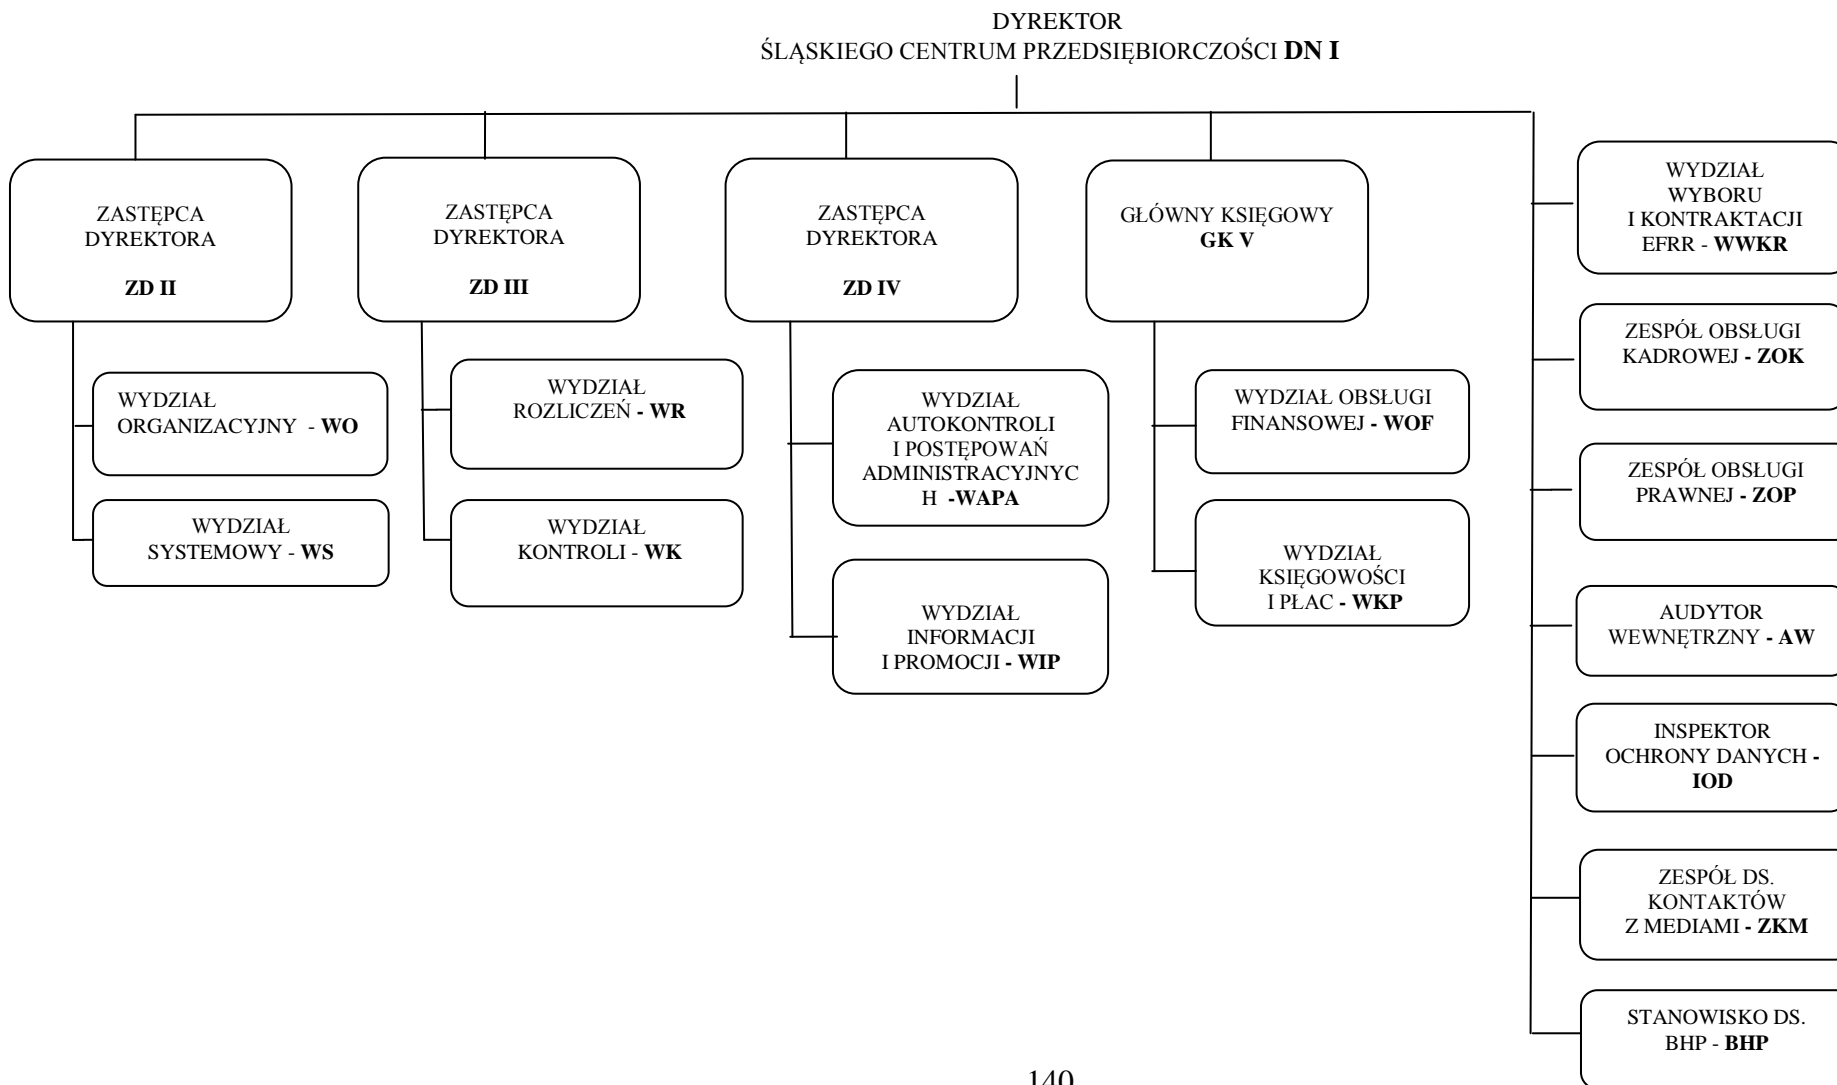 DYREKTOR
ŚLĄSKIEGO CENTRUM PRZEDSIĘBIORCZOŚCI DN I
ZASTĘPCA
DYREKTORA
ZD II
ZASTĘPCA
DYREKTORA
ZD III
ZASTĘPCA
DYREKTORA
ZD IV
GŁÓWNY KSIĘGOWY
GK V
WYDZIAŁ
ORGANIZACYJNY - WO
WYDZIAŁ
SYSTEMOWY - WS
WYDZIAŁ
ROZLICZEŃ - WR
WYDZIAŁ
KONTROLI - WK
WYDZIAŁ
AUTOKONTROLI
I POSTĘPOWAŃ
ADMINISTRACYJNYC
H -WAPA
WYDZIAŁ
INFORMACJI
I PROMOCJI - WIP
WYDZIAŁ OBSŁUGI
FINANSOWEJ - WOF
WYDZIAŁ
KSIĘGOWOŚCI
I PŁAC - WKP
WYDZIAŁ
WYBORU
I KONTRAKTACJI
EFRR - WWKR
ZESPÓŁ OBSŁUGI
KADROWEJ - ZOK
ZESPÓŁ OBSŁUGI
PRAWNEJ - ZOP
AUDYTOR
WEWNĘTRZNY - AW
INSPEKTOR
OCHRONY DANYCH -
IOD
ZESPÓŁ DS.
KONTAKTÓW
Z MEDIAMI - ZKM
STANOWISKO DS.
BHP - BHP
140